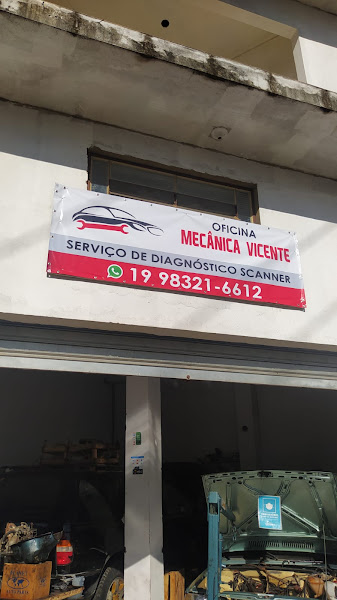 OFICINA
MECÂNICA VICENTE
SERVIÇO DE DIAGNÓSTICO SCANNER
19 98321-6612